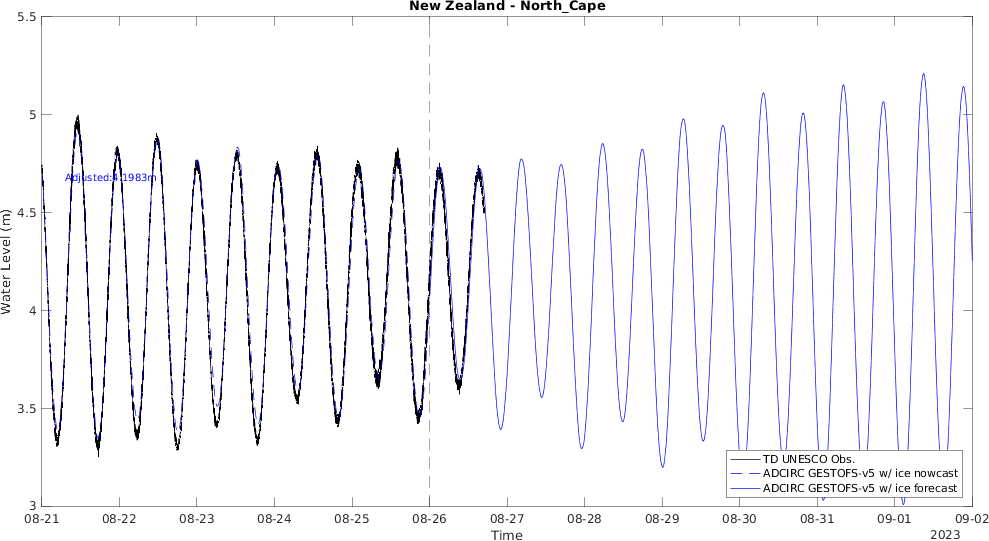 New Zealand - North_Cape
5.5
5
4.5
4
3.5
3
Water Level (m)
Adjusted:4.1983m
TD UNESCO Obs.
ADCIRC GESTOFS-v5 w/ ice nowcast
ADCIRC GESTOFS-v5 w/ ice forecast
08-21 08-22 08-23 08-24 08-25 08-26 08-27 08-28 08-29 08-30 08-31 09-01 09-02
Time
2023